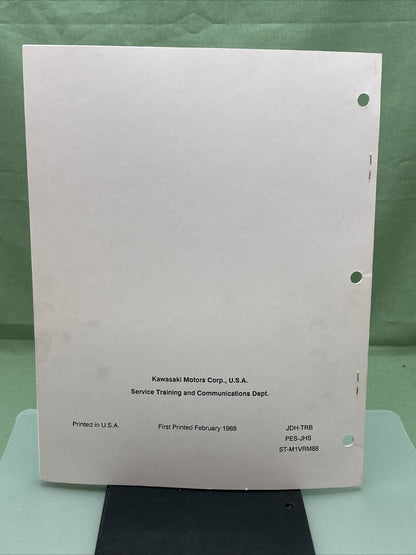 Kawasaki Motors Corp., U.S.A.
Service Training and Communications Dept.
Printed in U.S.A. First Printed February 1988 JDH-TRB
PES-JHS
ST-M1VRM88